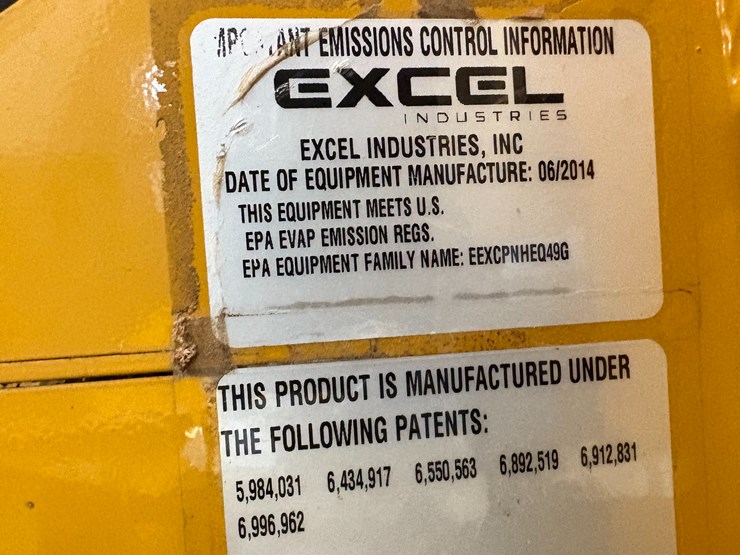 EMISSIONS CONTROL INFORMATION
EXCEL
INDUSTRIES
EXCEL INDUSTRIES, INC
DATE OF EQUIPMENT MANUFACTURE: 06/2014
THIS EQUIPMENT MEETS U.S.
EPA EVAP EMISSION REGS.
EPA EQUIPMENT FAMILY NAME: EEXCPNHEQ49G
THIS PRODUCT IS MANUFACTURED UNDER
THE FOLLOWING PATENTS:
5,984,031 6,434,917 6,550,563 6,892,519 6,912,831
6,996,962